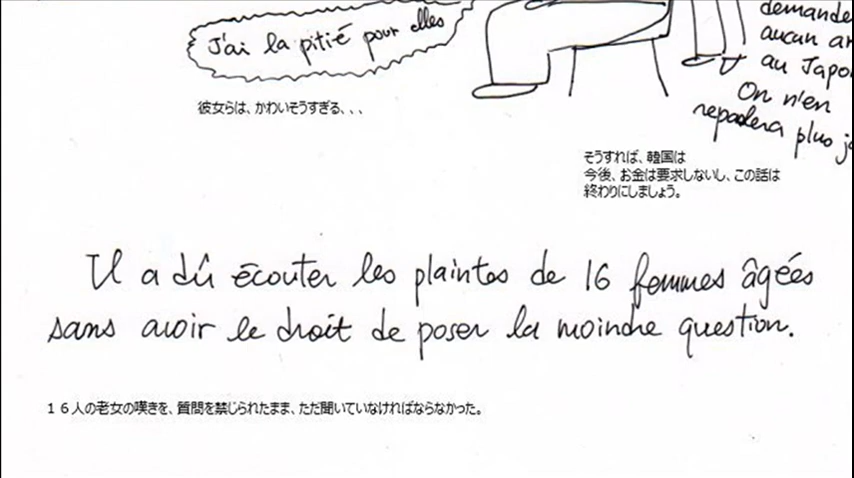 J'ai la pitié pour elles
彼女らは、かわいそうすぎる、、、
demande
aucun
au Japo
On n'en
repadera plus
そうすれば、韓国は
今後、お金は要求しないし、この話は
終わりにしましょう。
Il a dû écouter les plaintes de 16 femmes âgées
sans avoir le droit de poser la moindre question.
１６人の老女の嘆きを、質問を禁じられたまま、ただ聞いていなければならなかった。